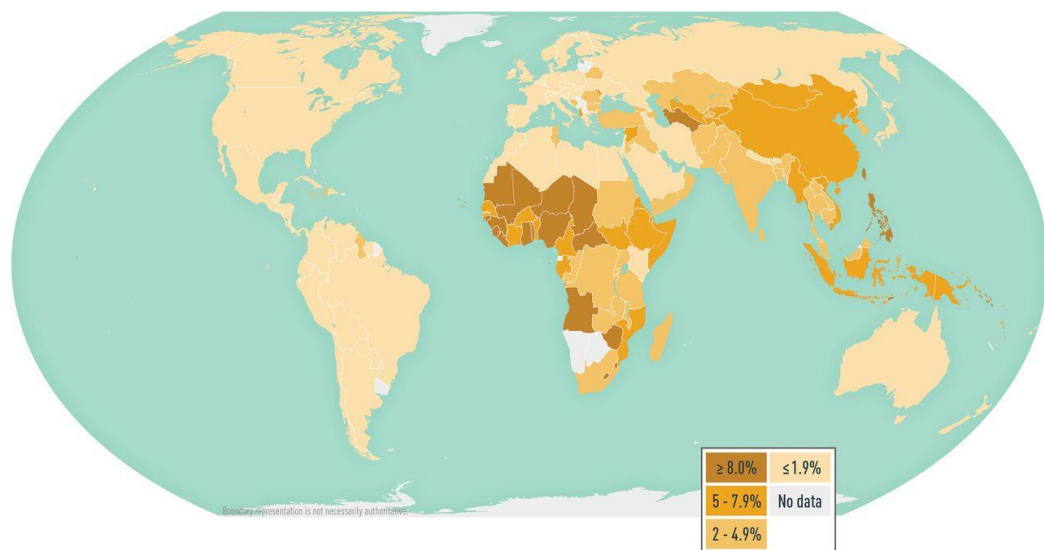 Boundary representation is not necessarily authoritative.
≥ 8.0% ≤1.9%
5 - 7.9% No data
2 - 4.9%